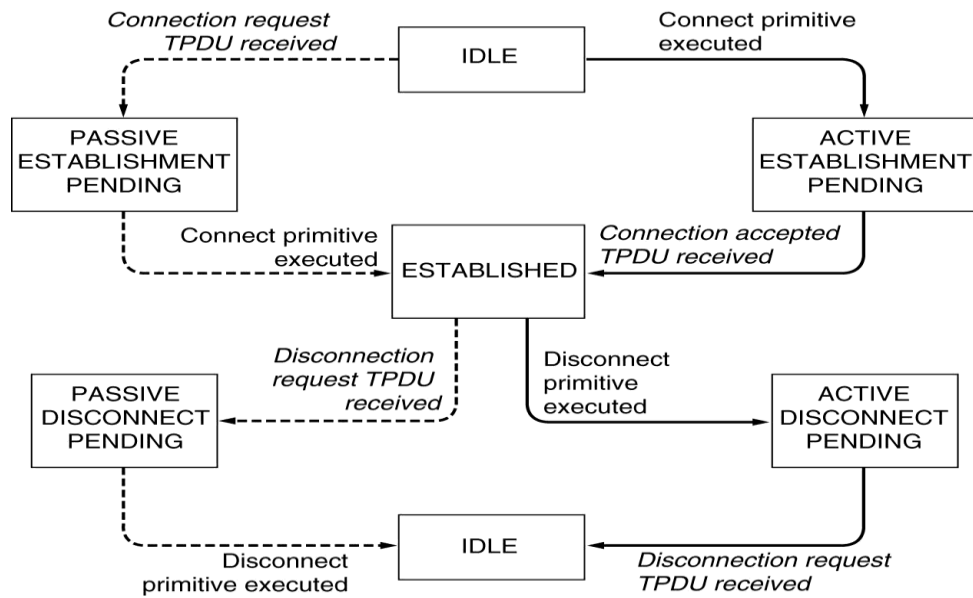 Connection request
TPDU received
IDLE
Connect primitive
executed
PASSIVE
ESTABLISHMENT
PENDING
ACTIVE
ESTABLISHMENT
PENDING
Connect primitive
executed
ESTABLISHED
Connection accepted
TPDU received
Disconnection
request TPDU
received
Disconnect
primitive
executed
PASSIVE
DISCONNECT
PENDING
ACTIVE
DISCONNECT
PENDING
Disconnect
primitive executed
IDLE
Disconnection request
TPDU received